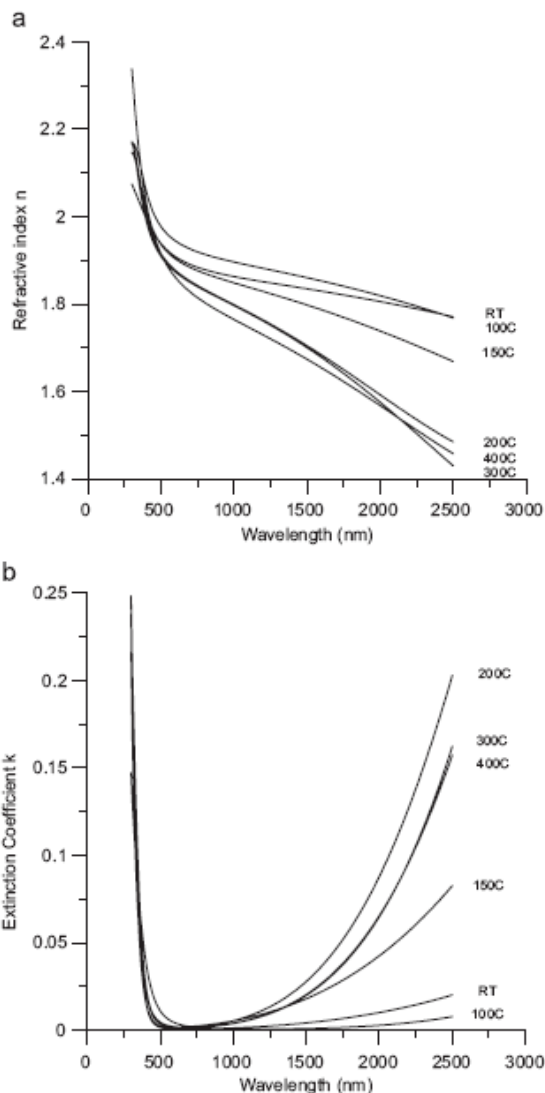 a
2.4
2.2
2
1.8
1.6
1.4
Refractive index n
RT
100C
150C
200C
400C
300C
0 500 1000 1500 2000 2500 3000
Wavelength (nm)
b
0.25
0.2
0.15
0.1
0.05
0
Extinction Coefficient k
200C
300C
400C
150C
RT
100C
0 500 1000 1500 2000 2500 3000
Wavelength (nm)